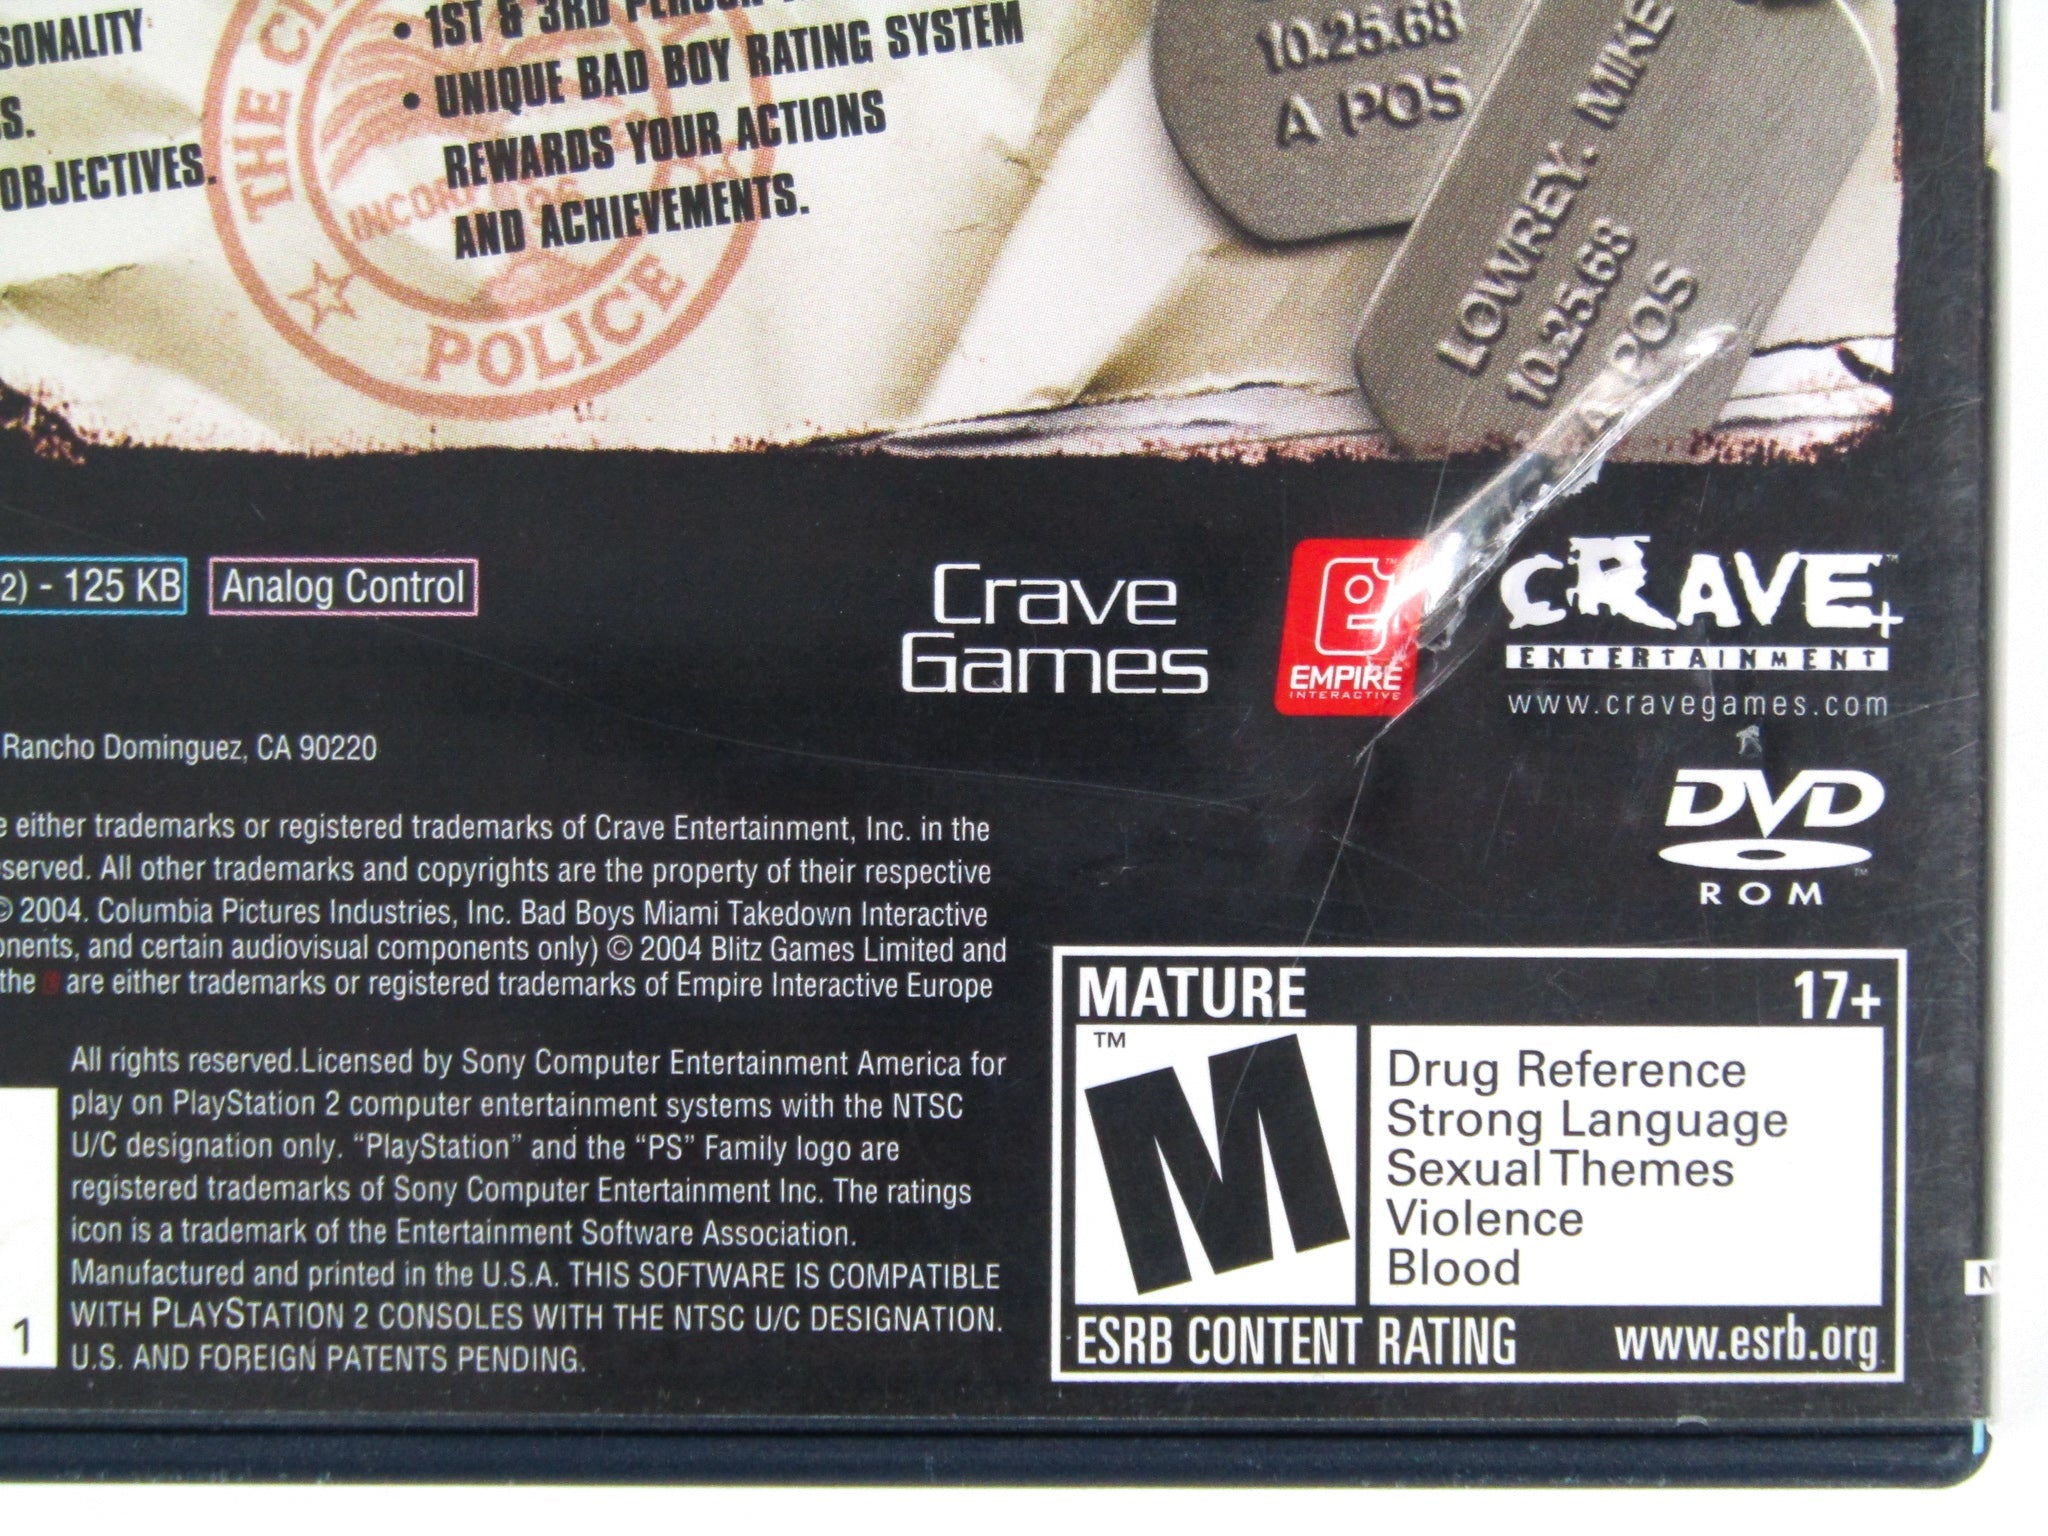 SONALITY
S.
OBJECTIVES.
THE CI
POLICE
• 1ST & 3RD PERSON
• UNIQUE BAD BOY RATING SYSTEM
REWARDS YOUR ACTIONS
AND ACHIEVEMENTS.
10.25.68
A POS
LOWREY. MIKE
10.25.68
A POS
2) - 125 KB
Analog Control
Crave
Games
EMPIRE
INTERACTIVE
CRAVE
ENTERTAINMENT
www.cravegames.com
Rancho Dominguez, CA 90220
DVD
ROM
e either trademarks or registered trademarks of Crave Entertainment, Inc. in the
served. All other trademarks and copyrights are the property of their respective
© 2004. Columbia Pictures Industries, Inc. Bad Boys Miami Takedown Interactive
onents, and certain audiovisual components only) © 2004 Blitz Games Limited and
the are either trademarks or registered trademarks of Empire Interactive Europe
All rights reserved.Licensed by Sony Computer Entertainment America for
play on PlayStation 2 computer entertainment systems with the NTSC
U/C designation only. “PlayStation” and the “PS” Family logo are
registered trademarks of Sony Computer Entertainment Inc. The ratings
icon is a trademark of the Entertainment Software Association.
Manufactured and printed in the U.S.A. THIS SOFTWARE IS COMPATIBLE
WITH PLAYSTATION 2 CONSOLES WITH THE NTSC U/C DESIGNATION.
U.S. AND FOREIGN PATENTS PENDING.
1
MATURE 17+
TM
M
Drug Reference
Strong Language
Sexual Themes
Violence
Blood
ESRB CONTENT RATING www.esrb.org
N